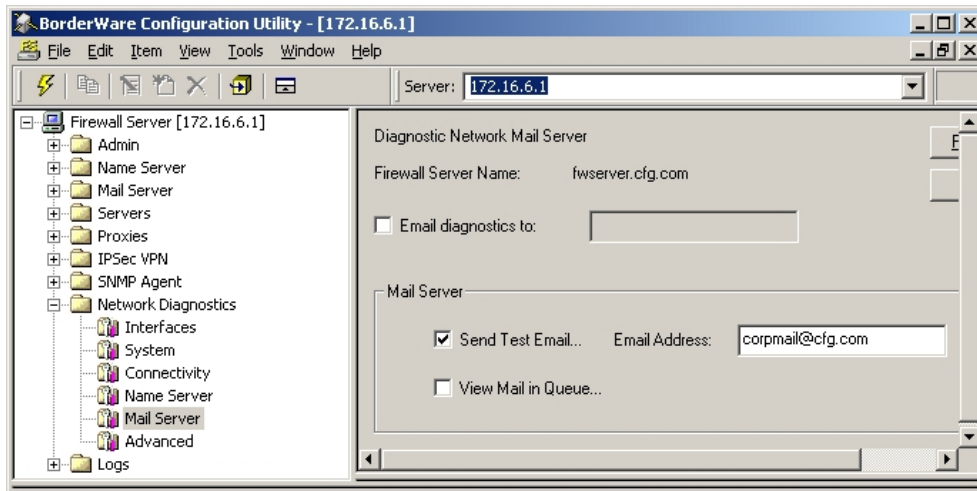 BorderWare Configuration Utility - [172.16.6.1]
File Edit Item View Tools Window Help
Server: 172.16.6.1
Firewall Server [172.16.6.1]
Admin
Name Server
Mail Server
Servers
Proxies
IPSec VPN
SNMP Agent
Network Diagnostics
Interfaces
System
Connectivity
Name Server
Mail Server
Advanced
Logs
Diagnostic Network Mail Server
Firewall Server Name: fwserver.cfg.com
Email diagnostics to:
Mail Server
Send Test Email... Email Address: corpmail@cfg.com
View Mail in Queue...